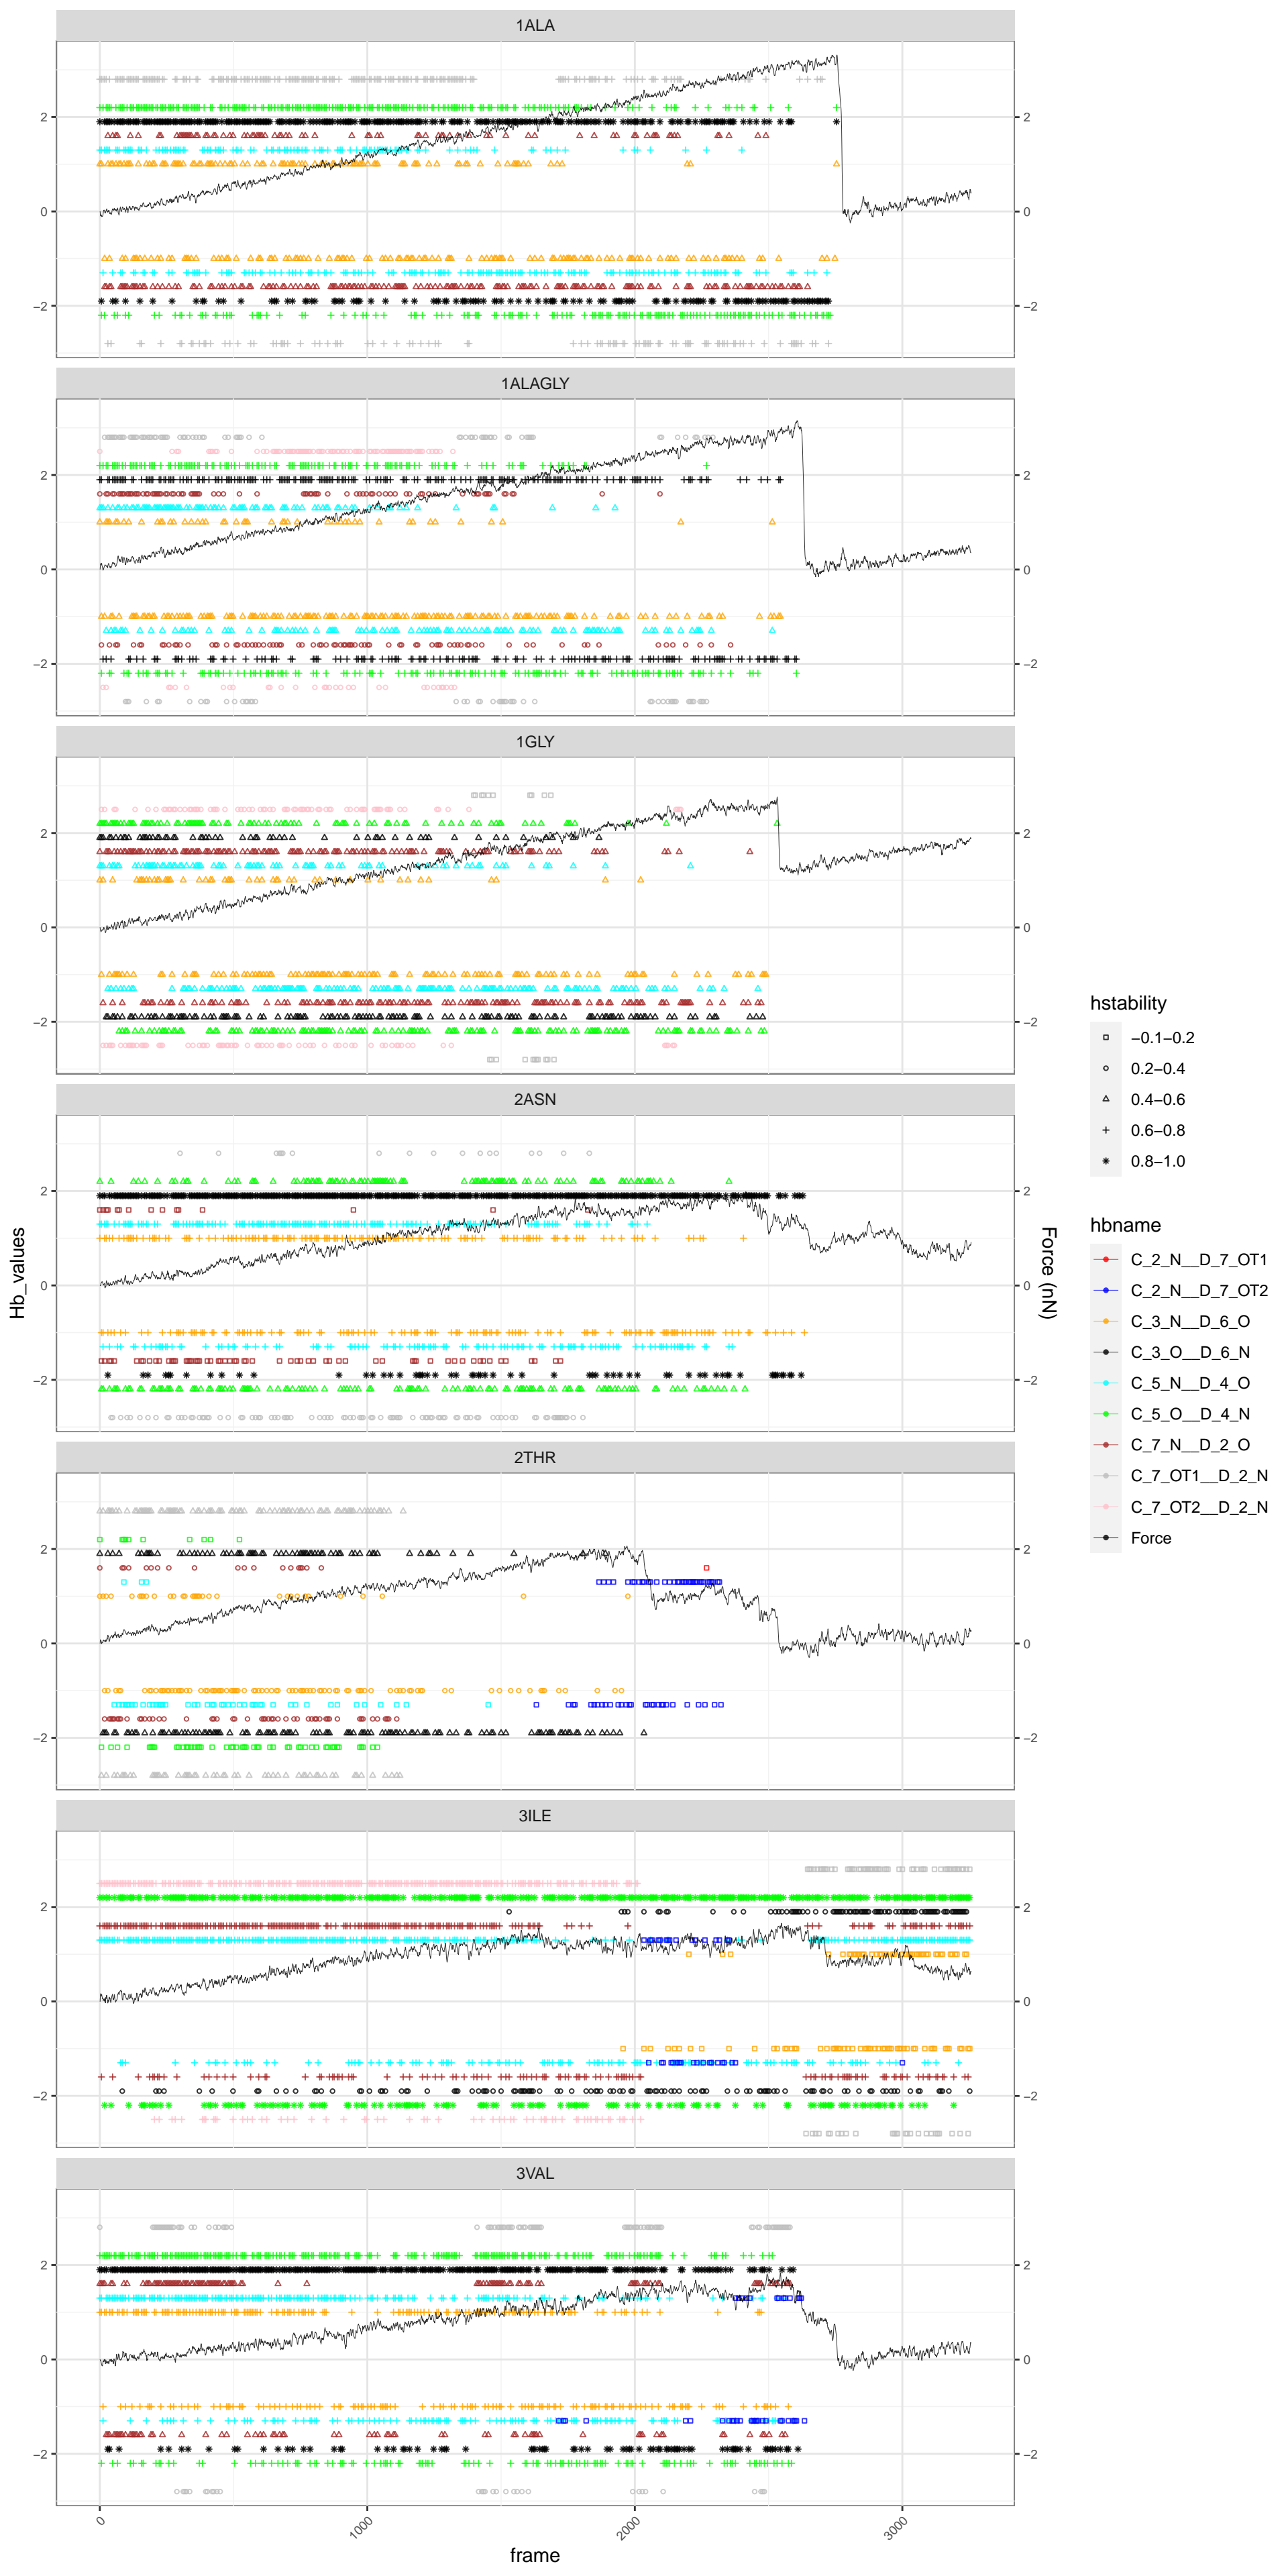 1ALA
2
0
−2
2
0
−2
1ALAGLY
2
0
−2
2
0
−2
1GLY
2
0
−2
2
0
−2
2ASN
2
0
−2
2
0
−2
2THR
2
0
−2
2
0
−2
3ILE
2
0
−2
2
0
−2
3VAL
2
0
−2
2
0
−2
0
1000
2000
3000
frame
Hb_values
Force (nN)
hstability
−0.1−0.2
0.2−0.4
0.4−0.6
0.6−0.8
0.8−1.0
hbname
C_2_N__D_7_OT1
C_2_N__D_7_OT2
C_3_N__D_6_O
C_3_O__D_6_N
C_5_N__D_4_O
C_5_O__D_4_N
C_7_N__D_2_O
C_7_OT1__D_2_N
C_7_OT2__D_2_N
Force